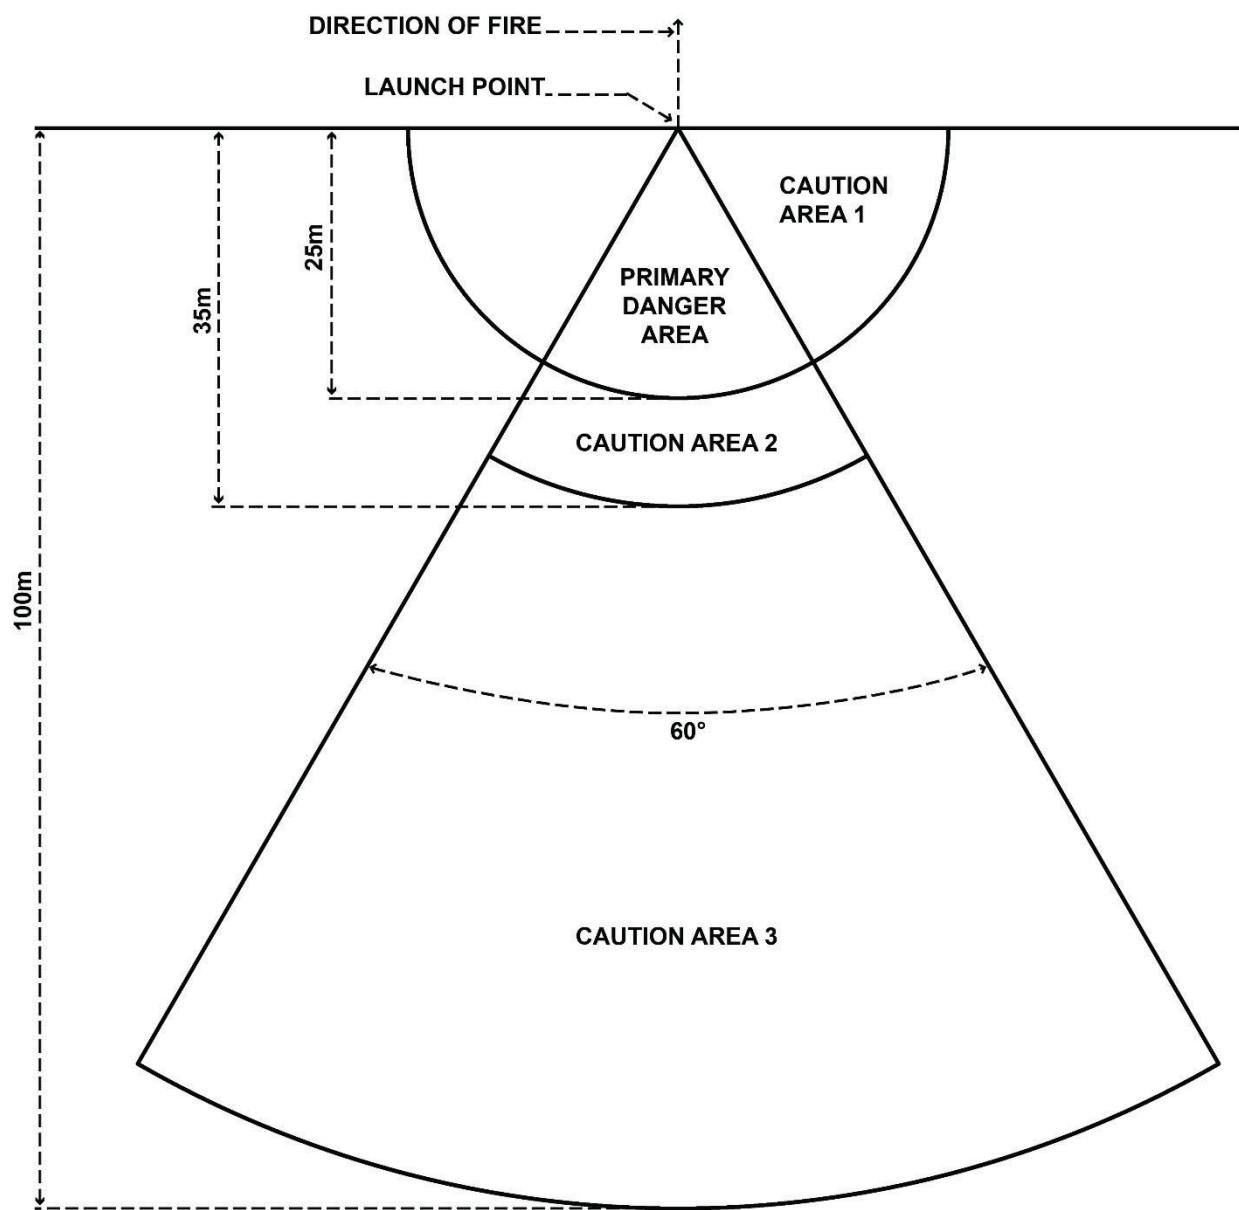 DIRECTION OF FIRE
LAUNCH POINT
CAUTION
AREA 1
25m
PRIMARY
DANGER
AREA
35m
CAUTION AREA 2
100m
60°
CAUTION AREA 3